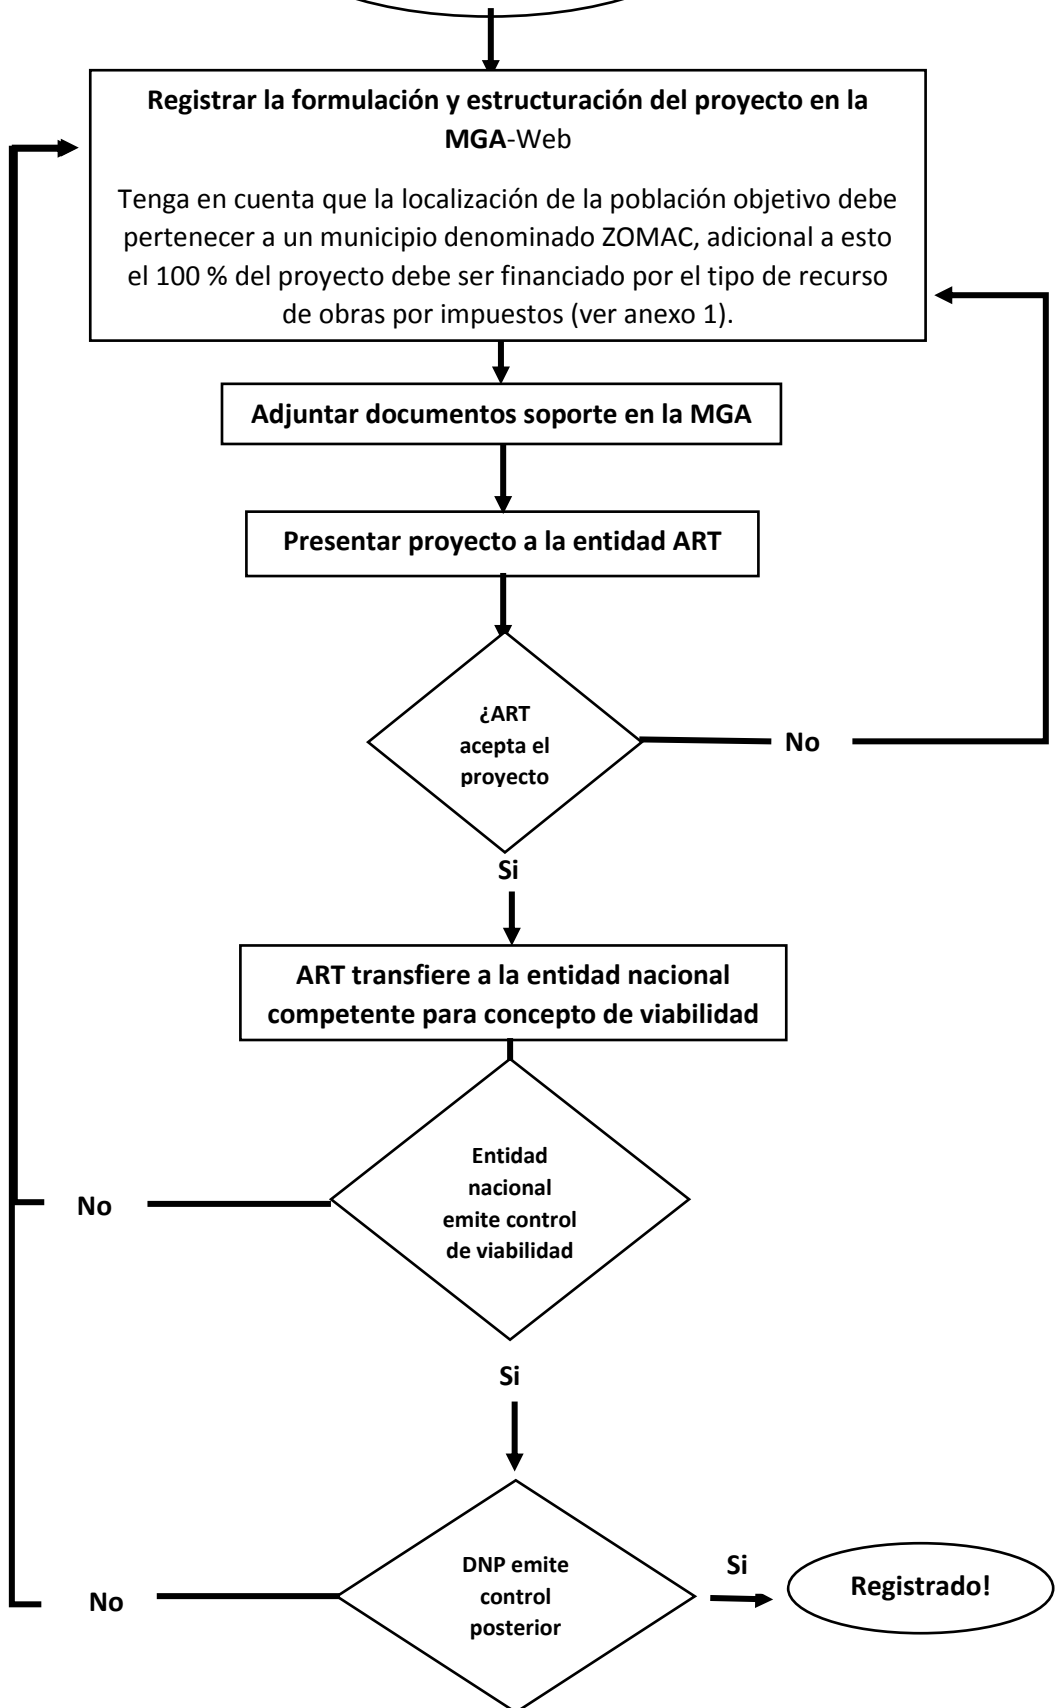 Registrar la formulación y estructuración del proyecto en la
MGA-Web
Tenga en cuenta que la localización de la población objetivo debe
pertenecer a un municipio denominado ZOMAC, adicional a esto
el 100 % del proyecto debe ser financiado por el tipo de recurso
de obras por impuestos (ver anexo 1).
Adjuntar documentos soporte en la MGA
Presentar proyecto a la entidad ART
¿ART
acepta el
proyecto
No
Si
ART transfiere a la entidad nacional
competente para concepto de viabilidad
Entidad
nacional
emite control
de viabilidad
No
Si
DNP emite
control
posterior
No
Si
Registrado!